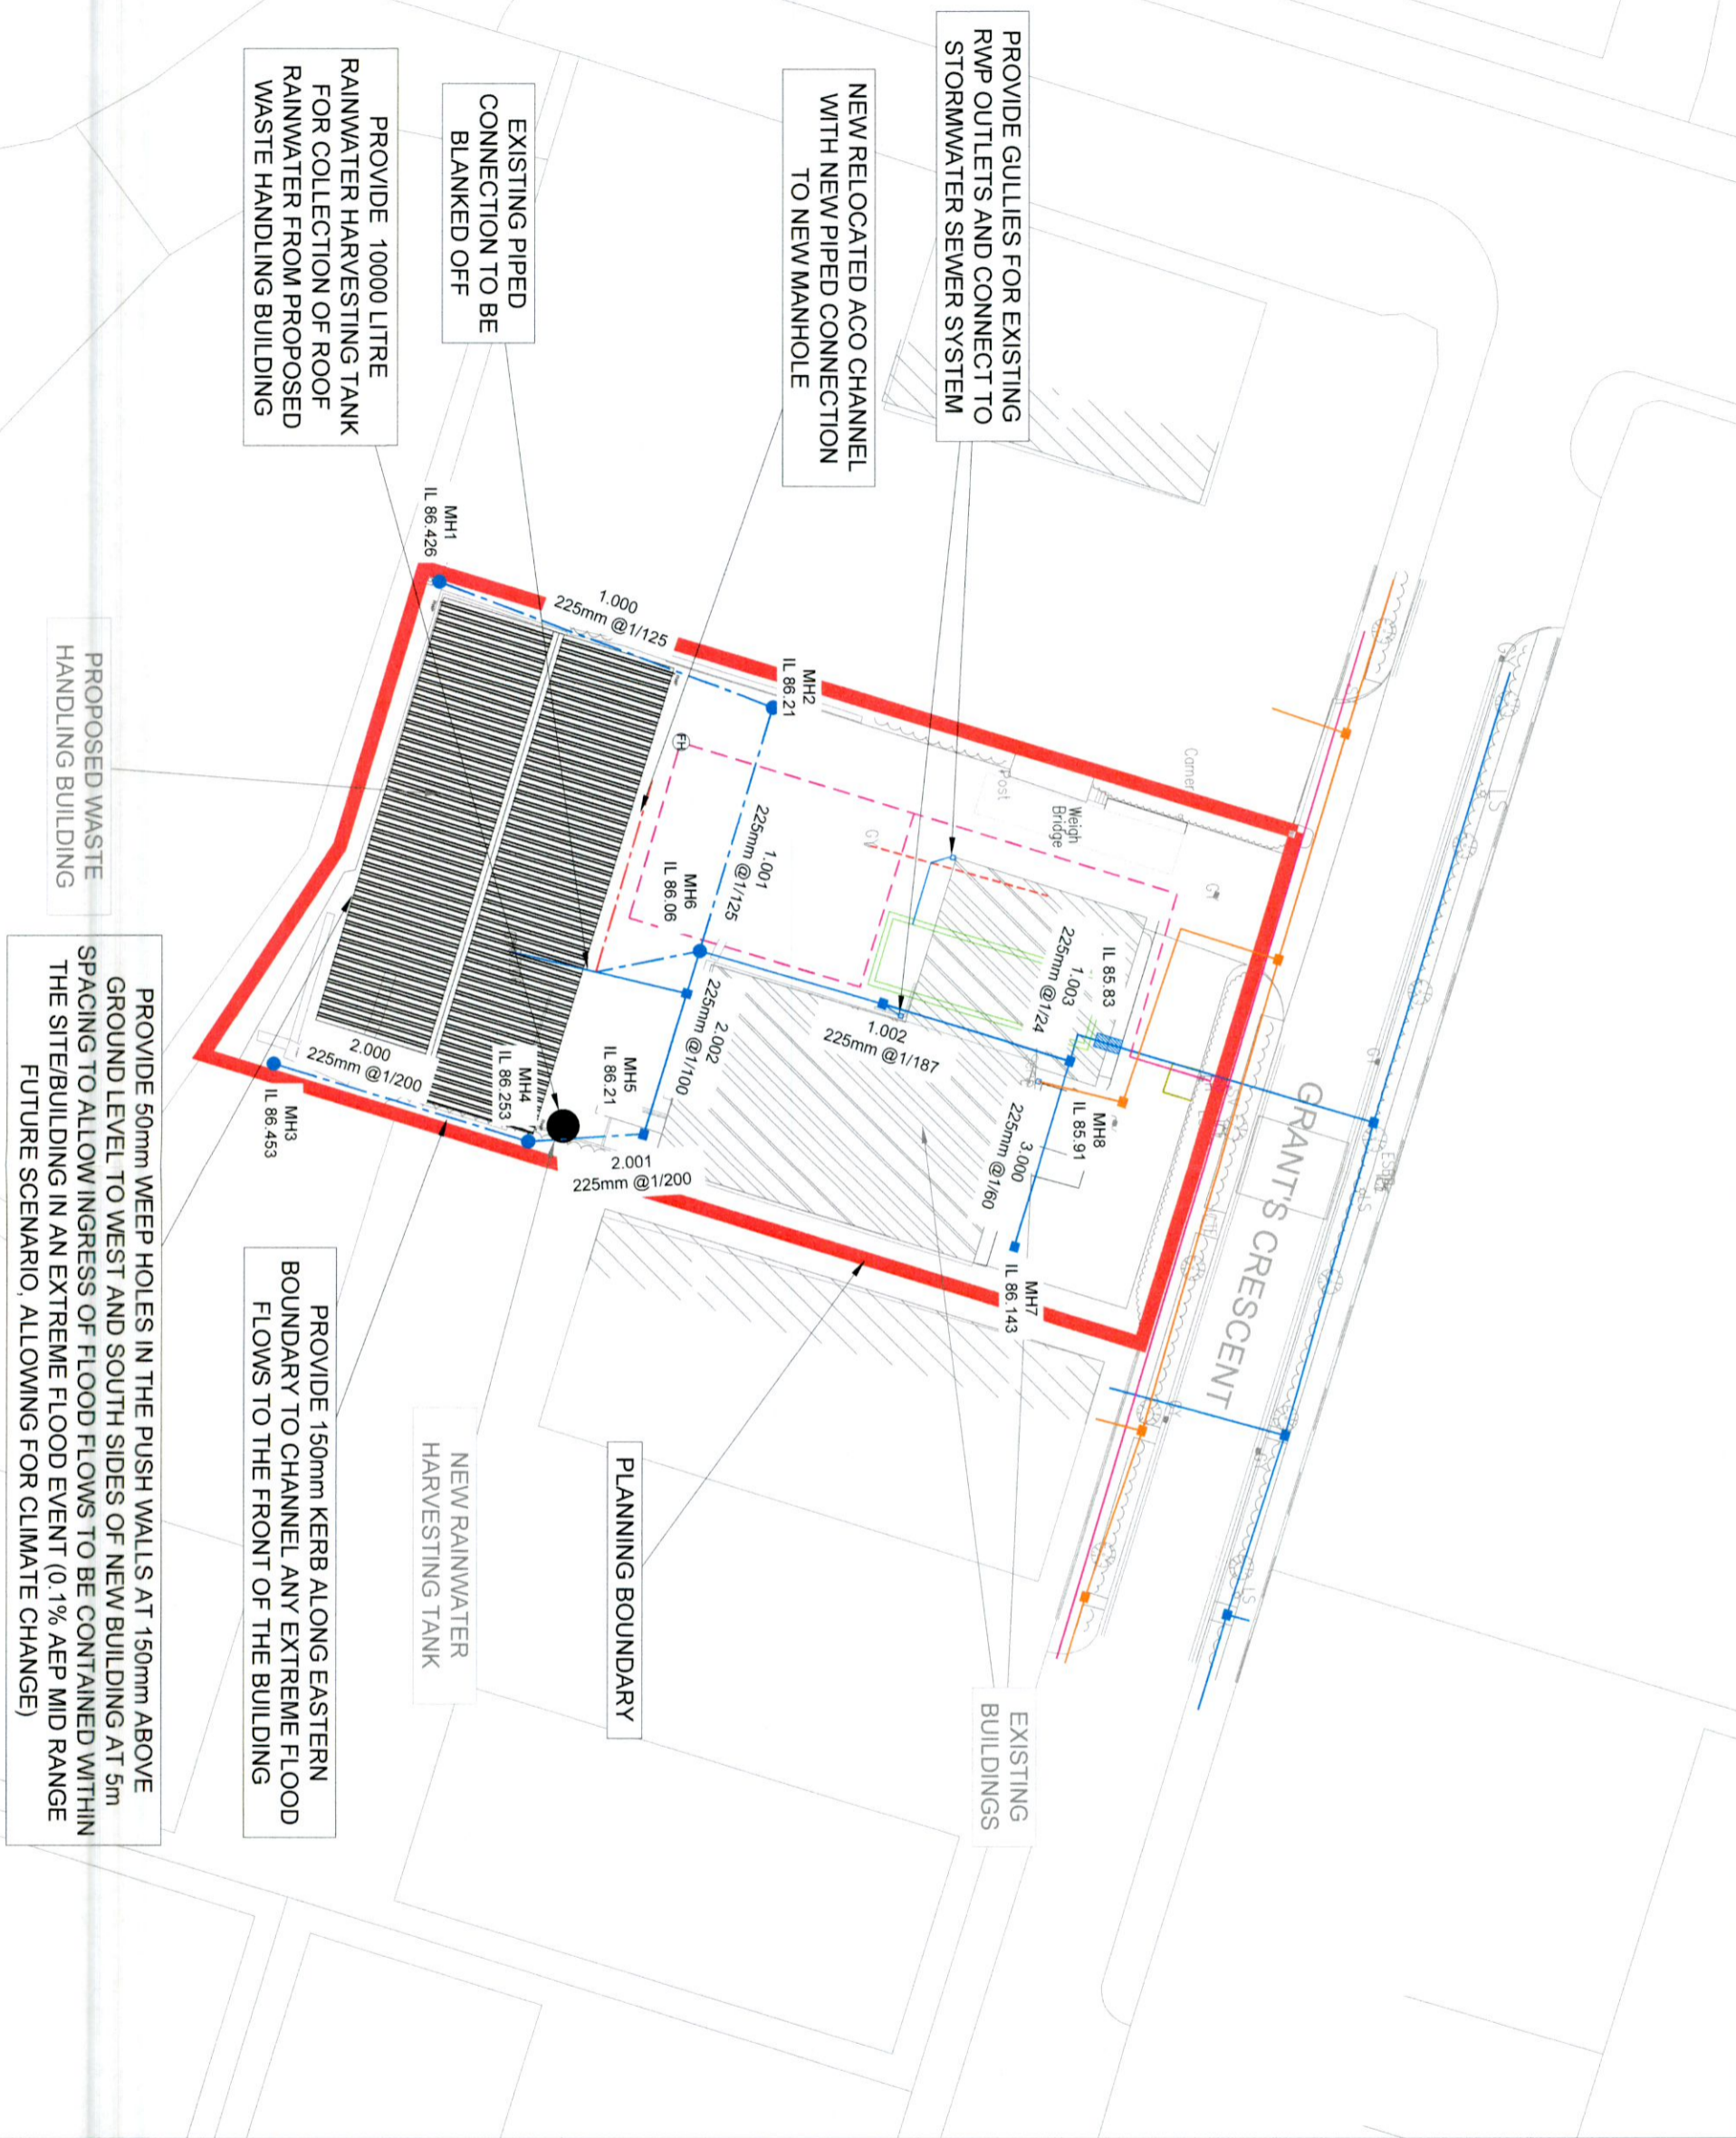 PROVIDE GULLIES FOR EXISTING
RWP OUTLETS AND CONNECT TO
STORMWATER SEWER SYSTEM
NEW RELOCATED ACO CHANNEL
WITH NEW PIPED CONNECTION
TO NEW MANHOLE
EXISTING PIPED
CONNECTION TO BE
BLANKED OFF
PROVIDE 10000 LITRE
RAINWATER HARVESTING TANK
FOR COLLECTION OF ROOF
RAINWATER FROM PROPOSED
WASTE HANDLING BUILDING
MH1
IL 86.426
1.000
225mm @1/125
MH2
IL 86.21
FH
1.001
225mm @1/125
MH6
IL 86.06
Post
Weigh
Bridge
GV
GY
IL 85.83
1.003
225mm @1/24
1.002
225mm @1/187
2.002
225mm @1/100
MH5
IL 86.21
MH4
IL 86.253
2.000
225mm @1/200
MH3
IL 86.453
2.001
225mm @1/200
MH8
IL 85.91
3.000
225mm @1/60
MH7
IL 86.143
GRANT'S CRESCENT
LS
LS
LS
GY
GY
PROPOSED WASTE
HANDLING BUILDING
EXISTING
BUILDINGS
PLANNING BOUNDARY
NEW RAINWATER
HARVESTING TANK
PROVIDE 150mm KERB ALONG EASTERN
BOUNDARY TO CHANNEL ANY EXTREME FLOOD
FLOWS TO THE FRONT OF THE BUILDING
PROVIDE 50mm WEEP HOLES IN THE PUSH WALLS AT 150mm ABOVE
GROUND LEVEL TO WEST AND SOUTH SIDES OF NEW BUILDING AT 5m
SPACING TO ALLOW INGRESS OF FLOOD FLOWS TO BE CONTAINED WITHIN
THE SITE/BUILDING IN AN EXTREME FLOOD EVENT (0.1% AEP MID RANGE
FUTURE SCENARIO, ALLOWING FOR CLIMATE CHANGE)